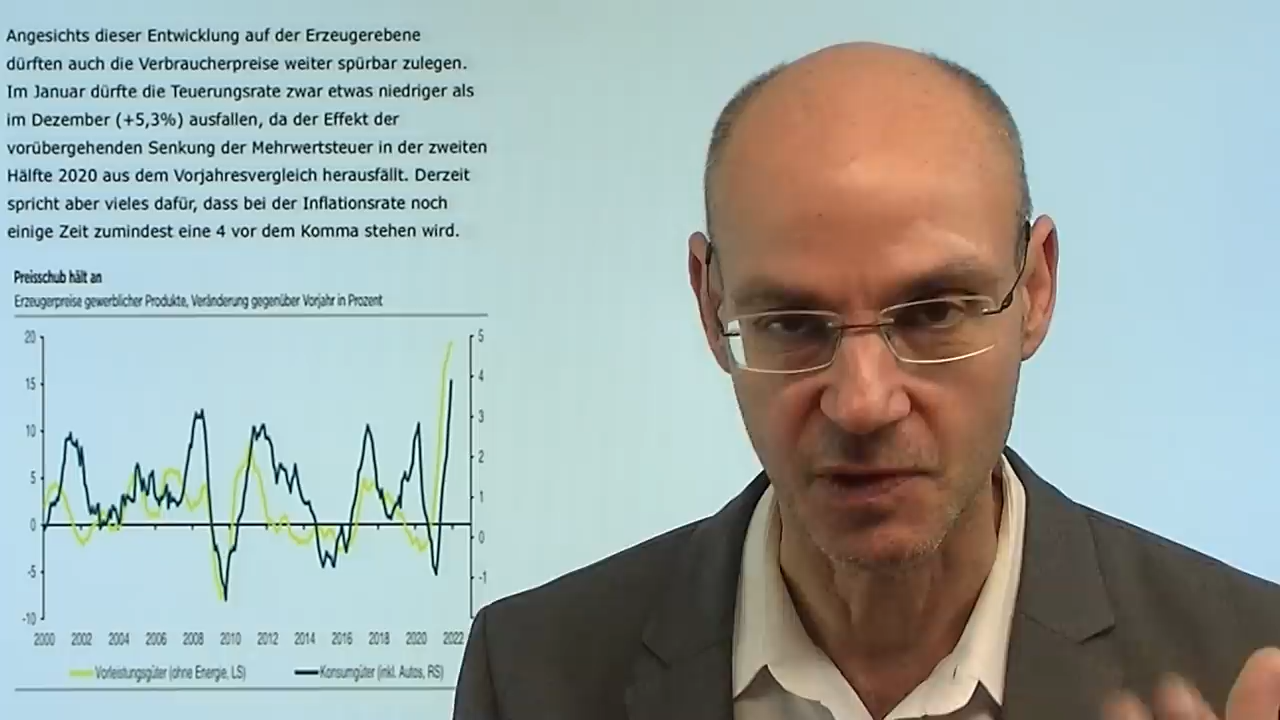 Angesichts dieser Entwicklung auf der Erzeugerebene
dürften auch die Verbraucherpreise weiter spürbar zulegen.
Im Januar dürfte die Teuerungsrate zwar etwas niedriger als
im Dezember (+5,3%) ausfallen, da der Effekt der
vorübergehenden Senkung der Mehrwertsteuer in der zweiten
Hälfte 2020 aus dem Vorjahresvergleich herausfällt. Derzeit
spricht aber vieles dafür, dass bei der Inflationsrate noch
einige Zeit zumindest eine 4 vor dem Komma stehen wird.
Preisschub hält an
Erzeugerpreise gewerblicher Produkte, Veränderung gegenüber Vorjahr in Prozent
20 5
15 4
10 3
5 2
0 1
-5 0
-10 -1
2000 2002 2004 2006 2008 2010 2012 2014 2016 2018 2020 2022
Vorleistungsgüter (ohne Energie, LS) Konsumgüter (inkl. Autos, RS)